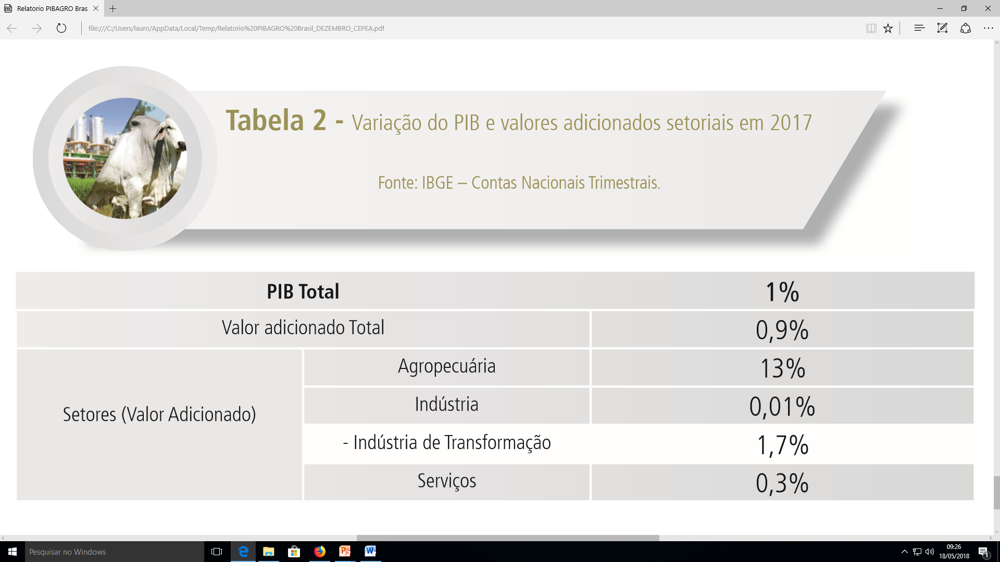 Relatorio PIBAGRO Bras
file:///C:/Users/lauro/AppData/Local/Temp/Relatorio%20PIBAGRO%20Brasil_DEZEMBRO_CEPEA.pdf
Tabela 2 - Variação do PIB e valores adicionados setoriais em 2017
Fonte: IBGE – Contas Nacionais Trimestrais.
PIB Total 1%
Valor adicionado Total 0,9%
Setores (Valor Adicionado)
Agropecuária 13%
Indústria 0,01%
- Indústria de Transformação 1,7%
Serviços 0,3%
Pesquisar no Windows
09:26
18/05/2018
1